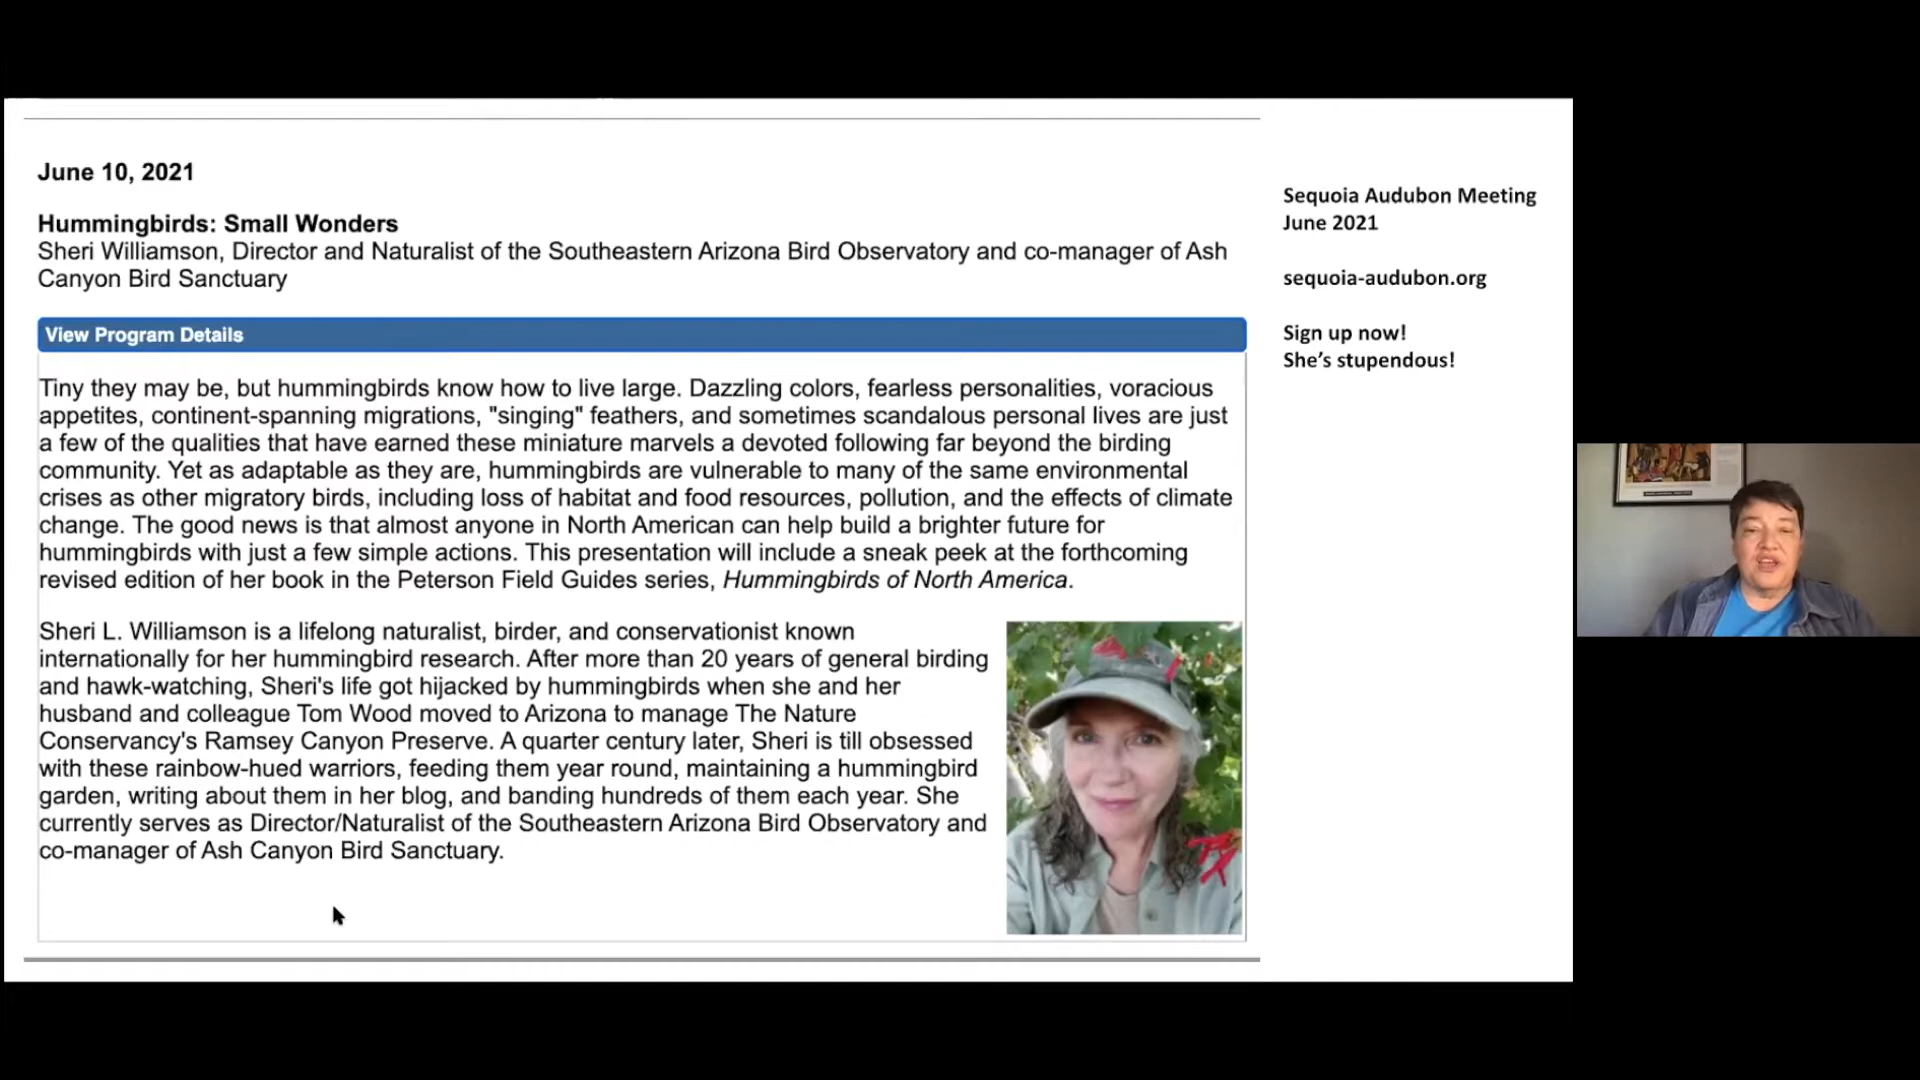 June 10, 2021
Hummingbirds: Small Wonders
Sheri Williamson, Director and Naturalist of the Southeastern Arizona Bird Observatory and co-manager of Ash
Canyon Bird Sanctuary
View Program Details
Tiny they may be, but hummingbirds know how to live large. Dazzling colors, fearless personalities, voracious
appetites, continent-spanning migrations, "singing" feathers, and sometimes scandalous personal lives are just
a few of the qualities that have earned these miniature marvels a devoted following far beyond the birding
community. Yet as adaptable as they are, hummingbirds are vulnerable to many of the same environmental
crises as other migratory birds, including loss of habitat and food resources, pollution, and the effects of climate
change. The good news is that almost anyone in North American can help build a brighter future for
hummingbirds with just a few simple actions. This presentation will include a sneak peek at the forthcoming
revised edition of her book in the Peterson Field Guides series, Hummingbirds of North America.
Sheri L. Williamson is a lifelong naturalist, birder, and conservationist known
internationally for her hummingbird research. After more than 20 years of general birding
and hawk-watching, Sheri's life got hijacked by hummingbirds when she and her
husband and colleague Tom Wood moved to Arizona to manage The Nature
Conservancy's Ramsey Canyon Preserve. A quarter century later, Sheri is till obsessed
with these rainbow-hued warriors, feeding them year round, maintaining a hummingbird
garden, writing about them in her blog, and banding hundreds of them each year. She
currently serves as Director/Naturalist of the Southeastern Arizona Bird Observatory and
co-manager of Ash Canyon Bird Sanctuary.
Sequoia Audubon Meeting
June 2021
sequoia-audubon.org
Sign up now!
She's stupendous!